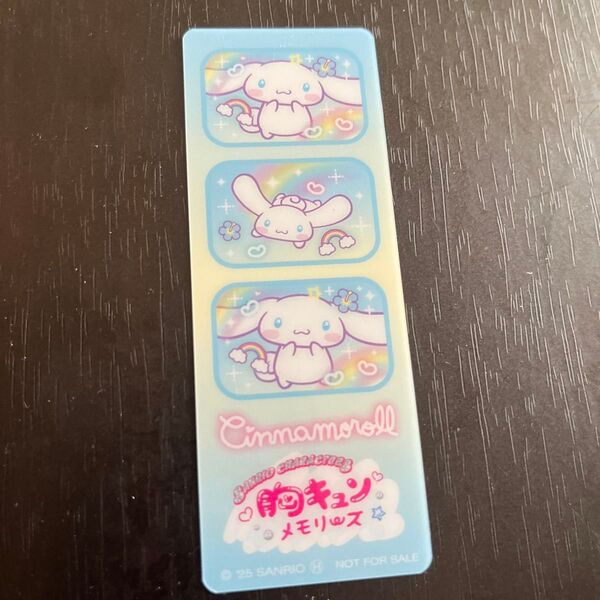 Cinnamoroll
SANRIO CHARACTERS
胸キュン
メモリーズ
© '25 SANRIO Ⓗ NOT FOR SALE